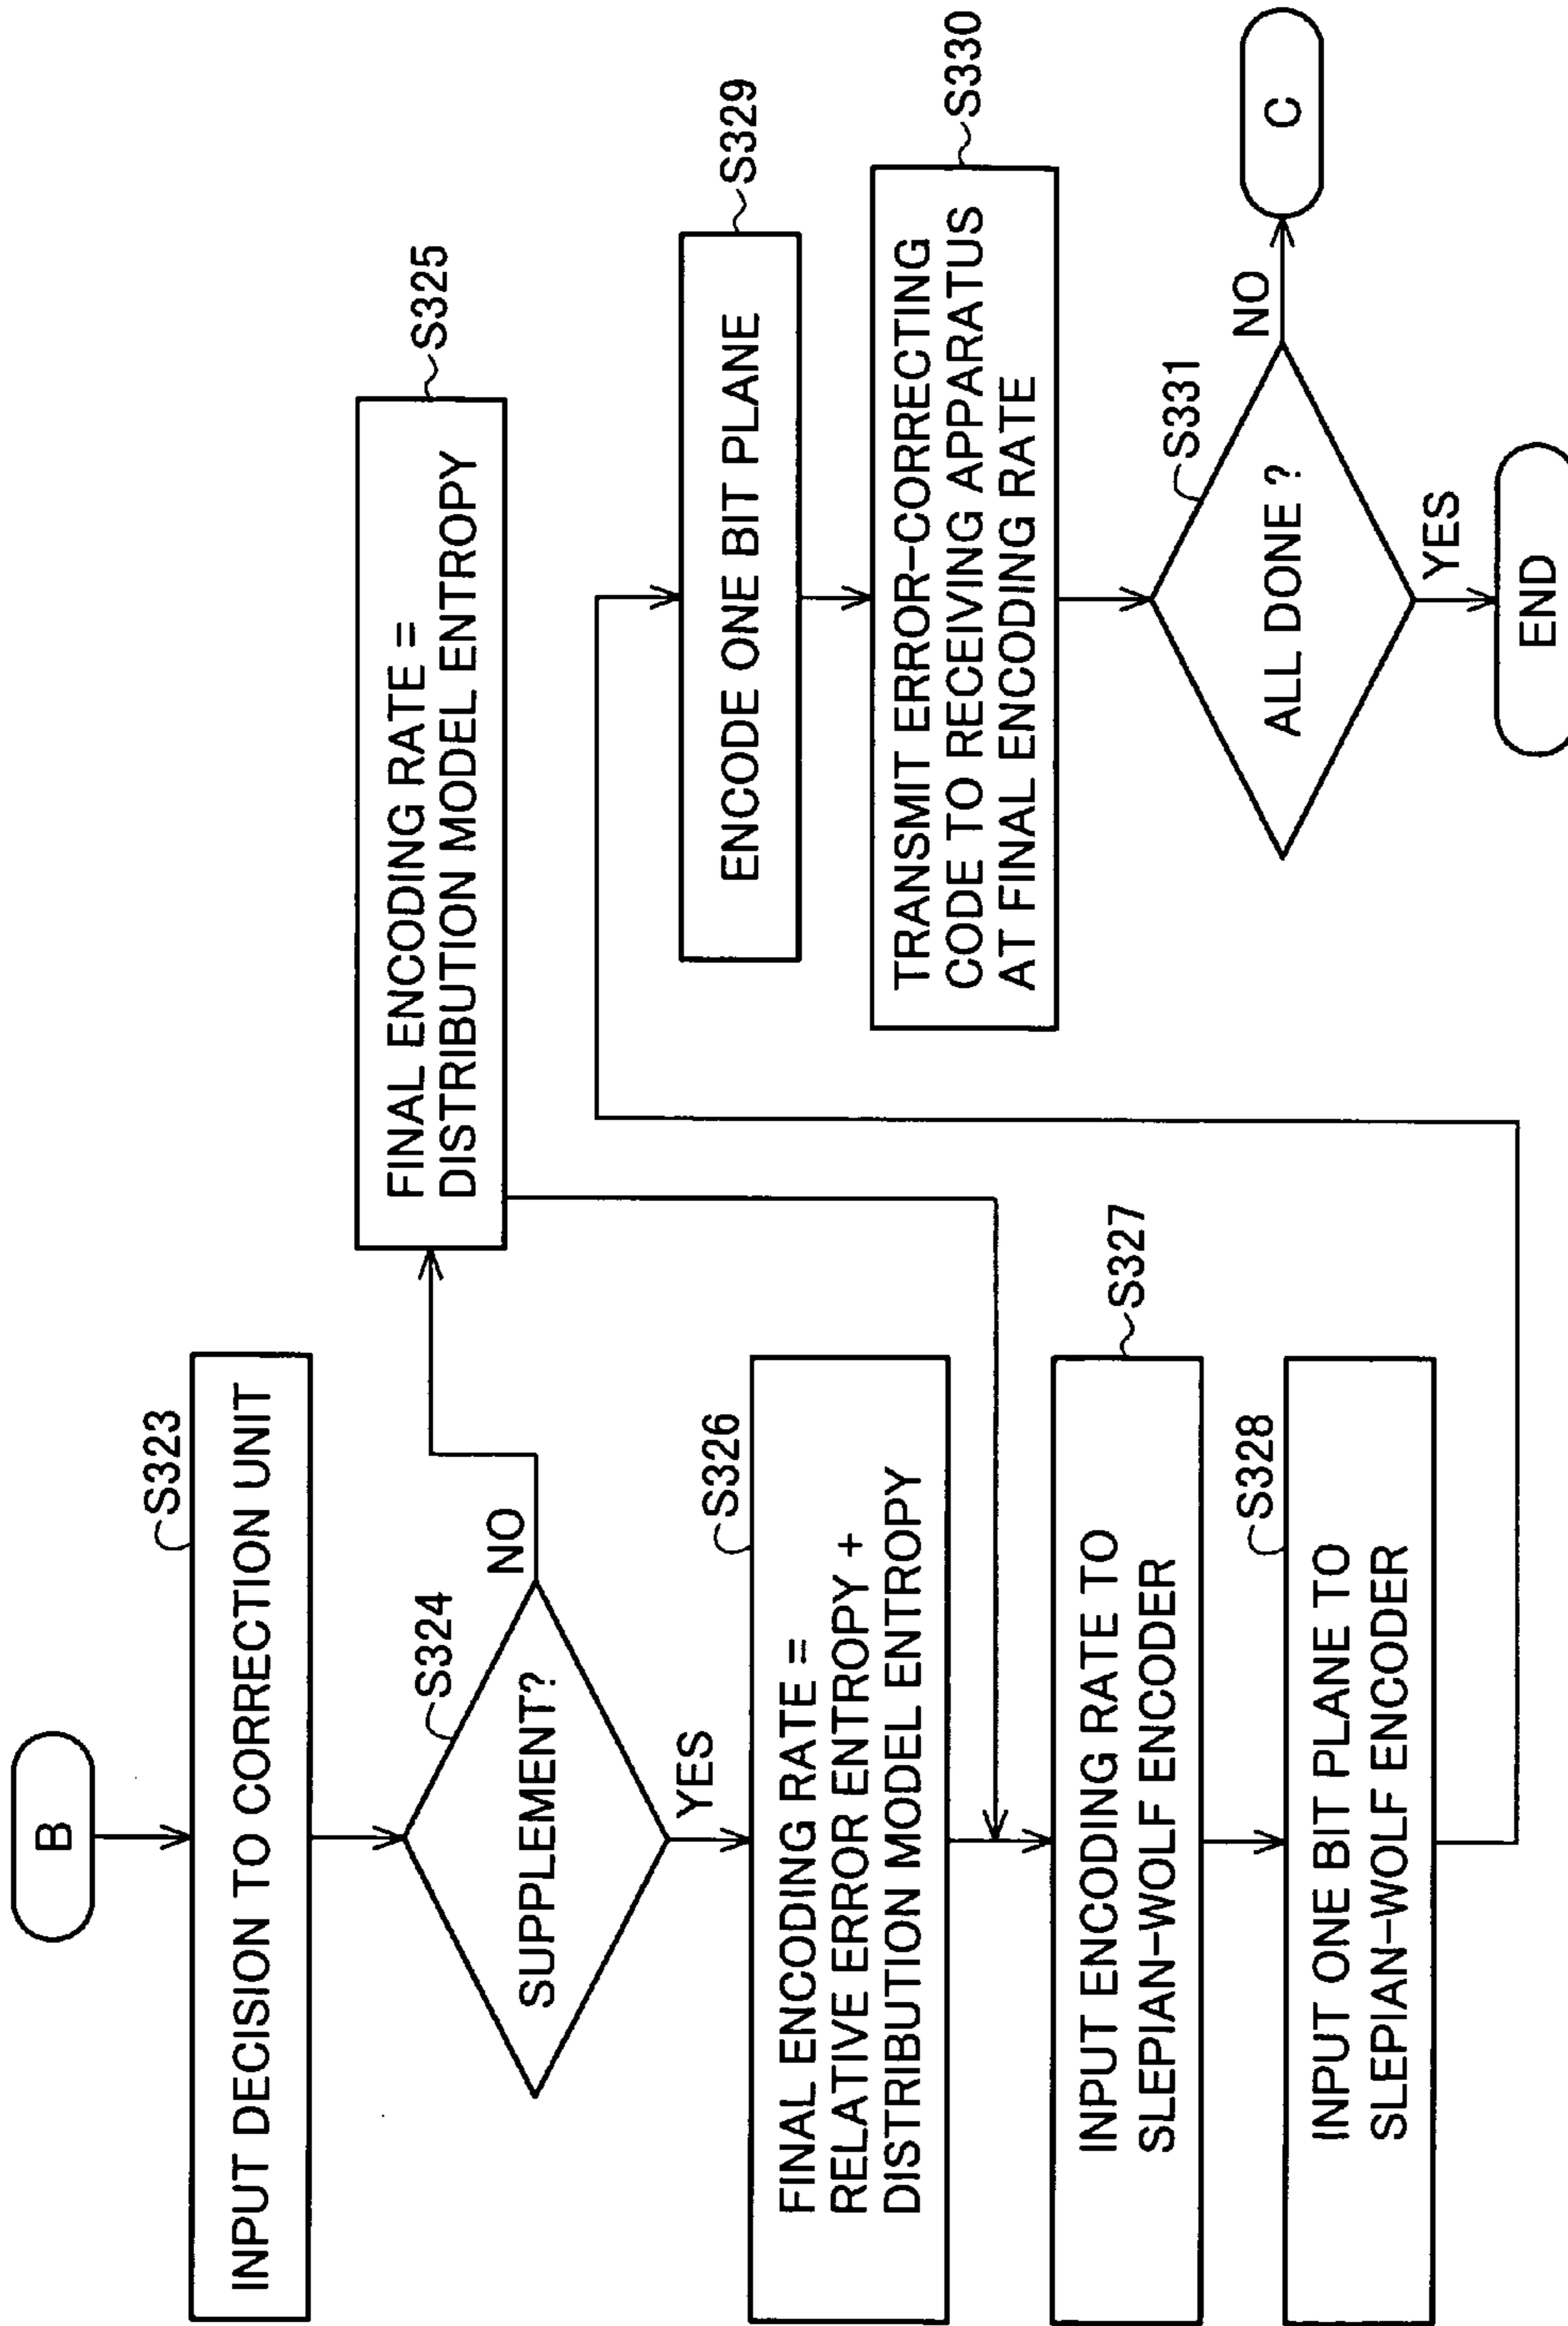 B
S323
INPUT DECISION TO CORRECTION UNIT
S324
SUPPLEMENT?
NO
YES
S325
FINAL ENCODING RATE =
DISTRIBUTION MODEL ENTROPY
S326
FINAL ENCODING RATE =
RELATIVE ERROR ENTROPY +
DISTRIBUTION MODEL ENTROPY
S327
INPUT ENCODING RATE TO
SLEPIAN-WOLF ENCODER
S328
INPUT ONE BIT PLANE TO
SLEPIAN-WOLF ENCODER
S329
ENCODE ONE BIT PLANE
S330
TRANSMIT ERROR-CORRECTING
CODE TO RECEIVING APPARATUS
AT FINAL ENCODING RATE
S331
ALL DONE ?
NO
C
YES
END